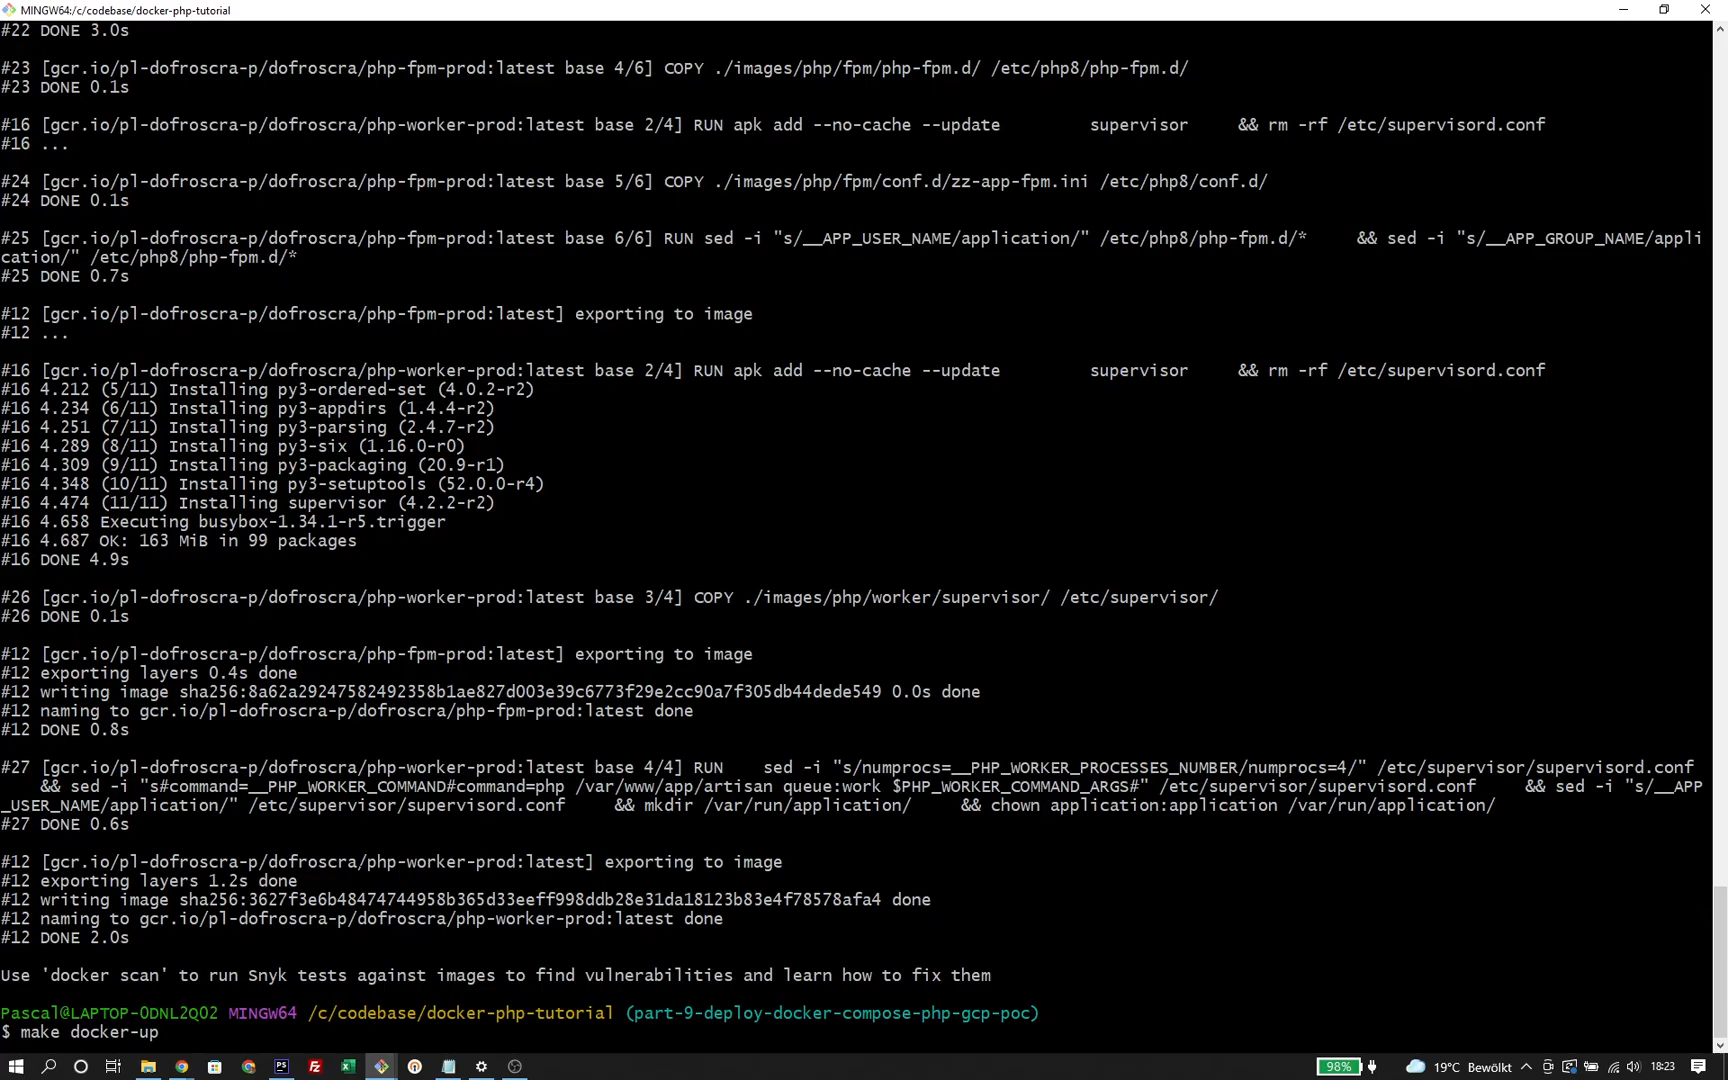 MINGW64:/c/codebase/docker-php-tutorial
#22 DONE 3.0s
#23 [gcr.io/pl-dofroscra-p/dofroscra/php-fpm-prod:latest base 4/6] COPY ./images/php/fpm/php-fpm.d/ /etc/php8/php-fpm.d/
#23 DONE 0.1s
#16 [gcr.io/pl-dofroscra-p/dofroscra/php-worker-prod:latest base 2/4] RUN apk add --no-cache --update         supervisor     && rm -rf /etc/supervisord.conf
#16 ...
#24 [gcr.io/pl-dofroscra-p/dofroscra/php-fpm-prod:latest base 5/6] COPY ./images/php/fpm/conf.d/zz-app-fpm.ini /etc/php8/conf.d/
#24 DONE 0.1s
#25 [gcr.io/pl-dofroscra-p/dofroscra/php-fpm-prod:latest base 6/6] RUN sed -i "s/__APP_USER_NAME/application/" /etc/php8/php-fpm.d/*     && sed -i "s/__APP_GROUP_NAME/appli
cation/" /etc/php8/php-fpm.d/*
#25 DONE 0.7s
#12 [gcr.io/pl-dofroscra-p/dofroscra/php-fpm-prod:latest] exporting to image
#12 ...
#16 [gcr.io/pl-dofroscra-p/dofroscra/php-worker-prod:latest base 2/4] RUN apk add --no-cache --update         supervisor     && rm -rf /etc/supervisord.conf
#16 4.212 (5/11) Installing py3-ordered-set (4.0.2-r2)
#16 4.234 (6/11) Installing py3-appdirs (1.4.4-r2)
#16 4.251 (7/11) Installing py3-parsing (2.4.7-r2)
#16 4.289 (8/11) Installing py3-six (1.16.0-r0)
#16 4.309 (9/11) Installing py3-packaging (20.9-r1)
#16 4.348 (10/11) Installing py3-setuptools (52.0.0-r4)
#16 4.474 (11/11) Installing supervisor (4.2.2-r2)
#16 4.658 Executing busybox-1.34.1-r5.trigger
#16 4.687 OK: 163 MiB in 99 packages
#16 DONE 4.9s
#26 [gcr.io/pl-dofroscra-p/dofroscra/php-worker-prod:latest base 3/4] COPY ./images/php/worker/supervisor/ /etc/supervisor/
#26 DONE 0.1s
#12 [gcr.io/pl-dofroscra-p/dofroscra/php-fpm-prod:latest] exporting to image
#12 exporting layers 0.4s done
#12 writing image sha256:8a62a29247582492358b1ae827d003e39c6773f29e2cc90a7f305db44dede549 0.0s done
#12 naming to gcr.io/pl-dofroscra-p/dofroscra/php-fpm-prod:latest done
#12 DONE 0.8s
#27 [gcr.io/pl-dofroscra-p/dofroscra/php-worker-prod:latest base 4/4] RUN    sed -i "s/numprocs=__PHP_WORKER_PROCESSES_NUMBER/numprocs=4/" /etc/supervisor/supervisord.conf
    && sed -i "s#command=__PHP_WORKER_COMMAND#command=php /var/www/app/artisan queue:work $PHP_WORKER_COMMAND_ARGS#" /etc/supervisor/supervisord.conf     && sed -i "s/__APP
_USER_NAME/application/" /etc/supervisor/supervisord.conf     && mkdir /var/run/application/     && chown application:application /var/run/application/
#27 DONE 0.6s
#12 [gcr.io/pl-dofroscra-p/dofroscra/php-worker-prod:latest] exporting to image
#12 exporting layers 1.2s done
#12 writing image sha256:3627f3e6b48474744958b365d33eeff998ddb28e31da18123b83e4f78578afa4 done
#12 naming to gcr.io/pl-dofroscra-p/dofroscra/php-worker-prod:latest done
#12 DONE 2.0s
Use 'docker scan' to run Snyk tests against images to find vulnerabilities and learn how to fix them
Pascal@LAPTOP-0DNL2Q02 MINGW64 /c/codebase/docker-php-tutorial (part-9-deploy-docker-compose-php-gcp-poc)
$ make docker-up
98% 19°C Bewölkt 18:23